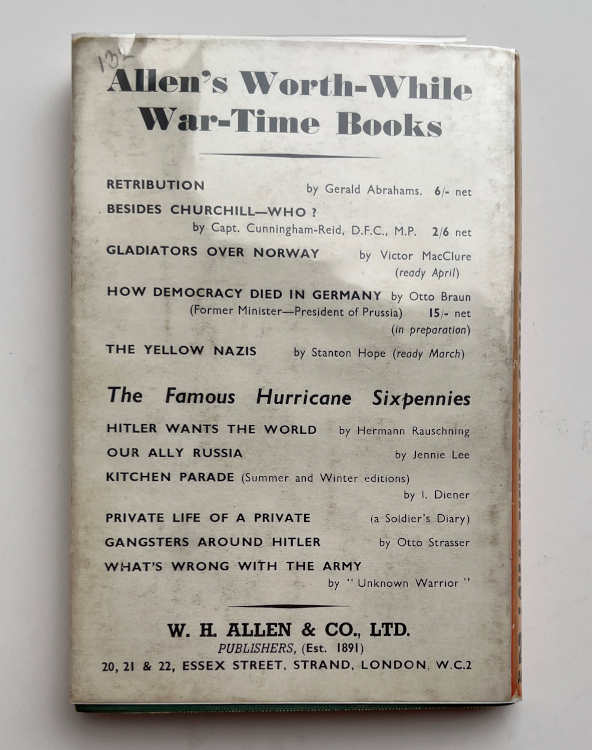 Allen's Worth-While
War-Time Books
RETRIBUTION by Gerald Abrahams. 6/- net
BESIDES CHURCHILL—WHO ?
by Capt. Cunningham-Reid, D.F.C., M.P. 2/6 net
GLADIATORS OVER NORWAY by Victor MacClure
(ready April)
HOW DEMOCRACY DIED IN GERMANY by Otto Braun
(Former Minister—President of Prussia) 15/- net
(in preparation)
THE YELLOW NAZIS by Stanton Hope (ready March)
The Famous Hurricane Sixpennies
HITLER WANTS THE WORLD by Hermann Rauschning
OUR ALLY RUSSIA by Jennie Lee
KITCHEN PARADE (Summer and Winter editions)
by I. Diener
PRIVATE LIFE OF A PRIVATE (a Soldier's Diary)
GANGSTERS AROUND HITLER by Otto Strasser
WHAT'S WRONG WITH THE ARMY
by " Unknown Warrior "
W. H. ALLEN & CO., LTD.
PUBLISHERS, (Est. 1891)
20, 21 & 22, ESSEX STREET, STRAND, LONDON, W.C.2